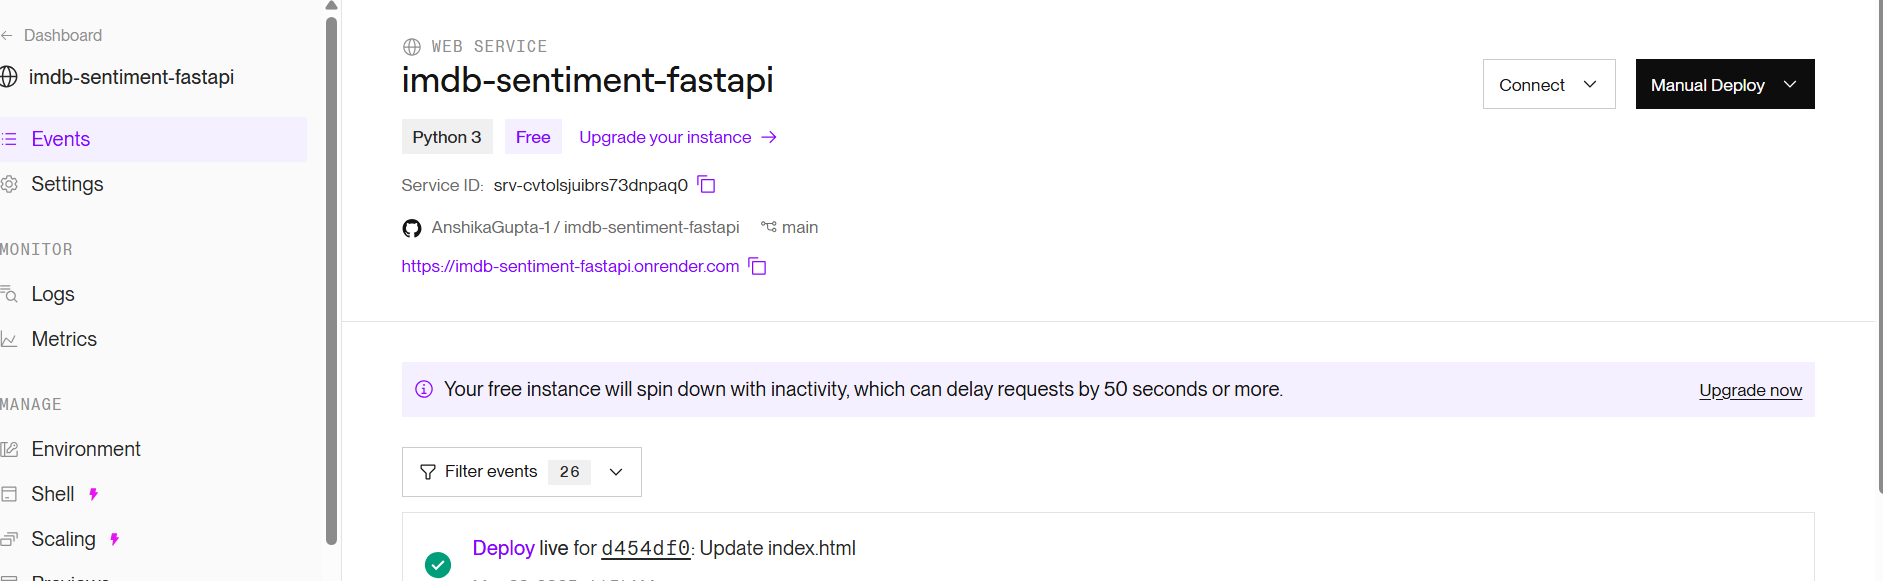 Dashboard
imdb-sentiment-fastapi
Events
Settings
MONITOR
Logs
Metrics
MANAGE
Environment
Shell
Scaling
Previews
WEB SERVICE
imdb-sentiment-fastapi
Connect
Manual Deploy
Python 3 Free Upgrade your instance →
Service ID: srv-cvtolsjuibrs73dnpaq0
AnshikaGupta-1 / imdb-sentiment-fastapi main
https://imdb-sentiment-fastapi.onrender.com
Your free instance will spin down with inactivity, which can delay requests by 50 seconds or more.
Upgrade now
Filter events 26
Deploy live for d454df0: Update index.html